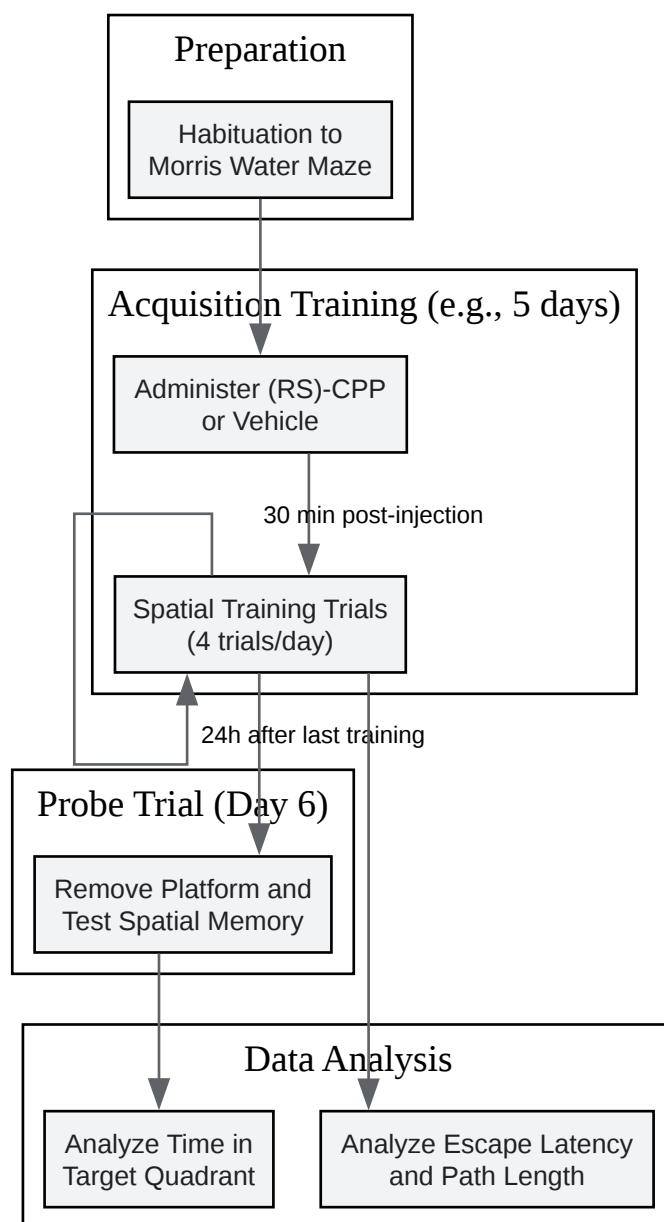 Preparation
Habituation to
Morris Water Maze
Acquisition Training (e.g., 5 days)
Administer (RS)-CPP
or Vehicle
30 min post-injection
Spatial Training Trials
(4 trials/day)
24h after last training
Probe Trial (Day 6)
Remove Platform and
Test Spatial Memory
Data Analysis
Analyze Time in
Target Quadrant
Analyze Escape Latency
and Path Length